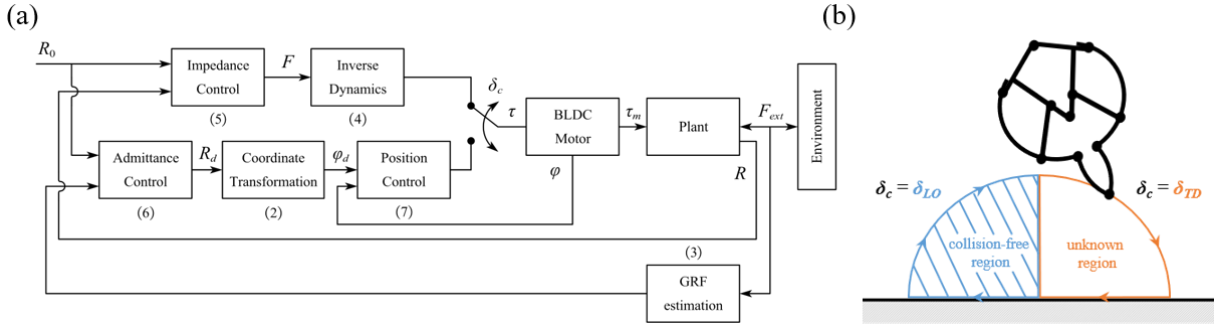 (a)
(b)
R₀
Impedance
Control
(5)
F
Inverse
Dynamics
(4)
δc
τ
BLDC
Motor
τm
Plant
Fext
Environment
Admittance
Control
(6)
Rd
Coordinate
Transformation
(2)
φd
Position
Control
(7)
φ
R
(3)
GRF
estimation
δc = δLO
δc = δTD
collision-free
region
unknown
region